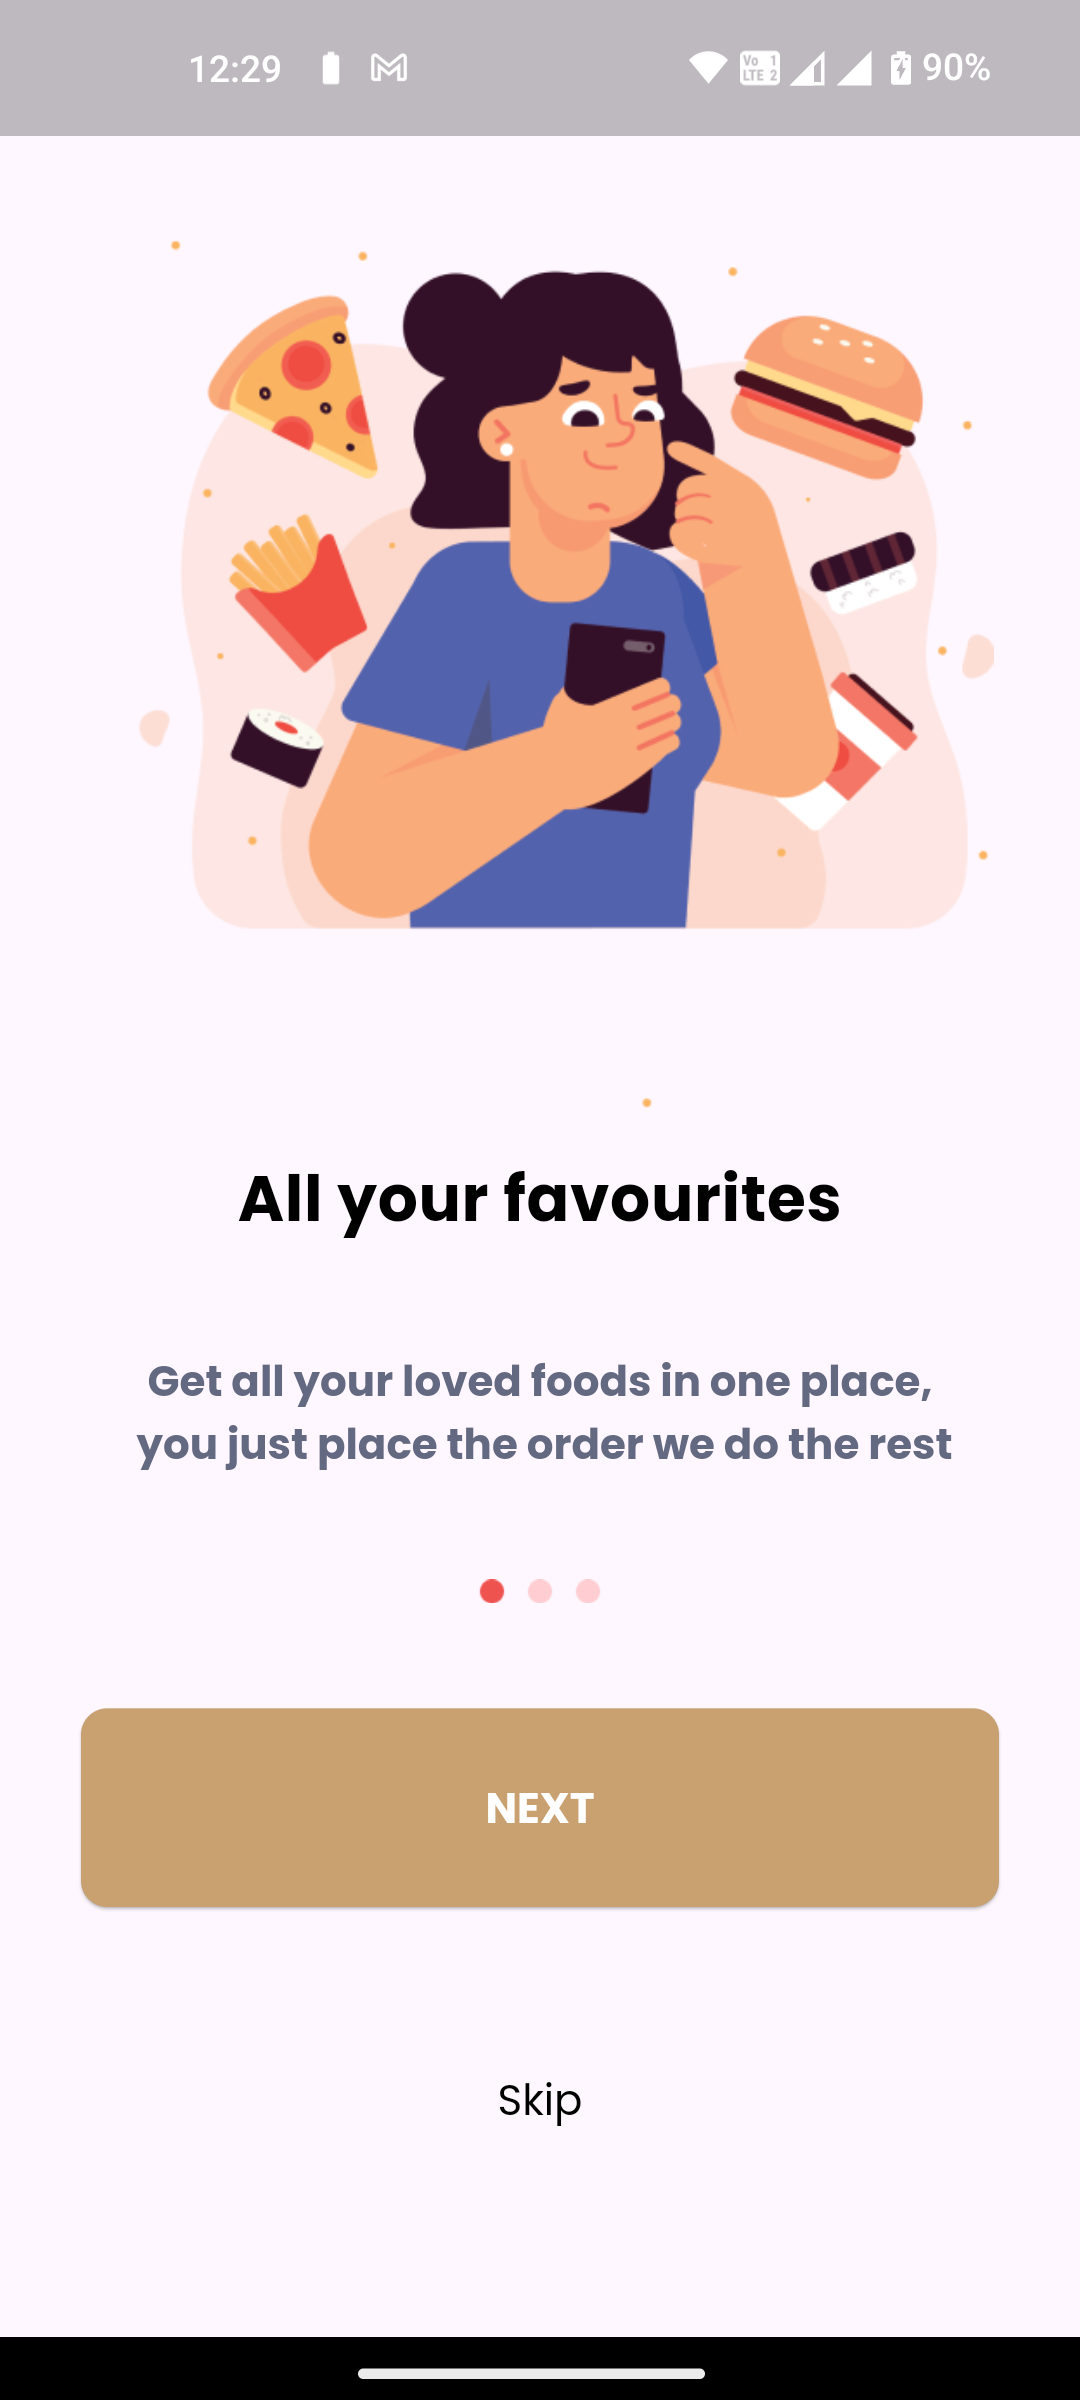 12:29
Vo 1
LTE 2
90%
All your favourites
Get all your loved foods in one place,
you just place the order we do the rest
NEXT
Skip